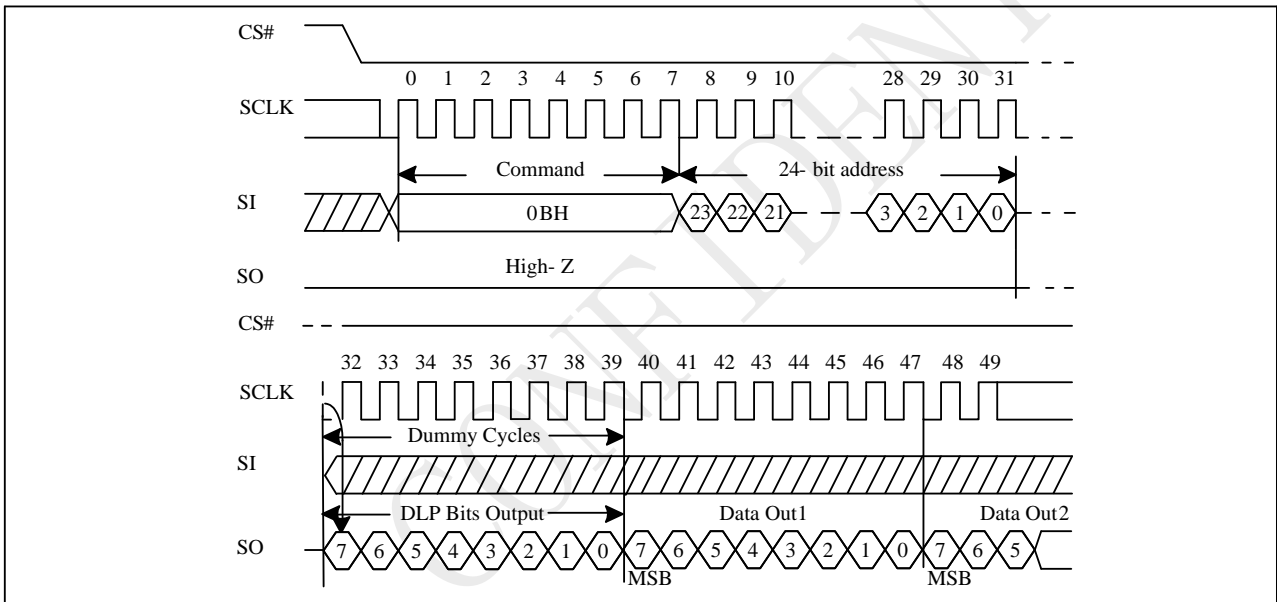 CS#
0 1 2 3 4 5 6 7 8 9 10 28 29 30 31
SCLK
Command 24- bit address
SI
0BH 23 22 21 3 2 1 0
High- Z
SO
CS#
32 33 34 35 36 37 38 39 40 41 42 43 44 45 46 47 48 49
SCLK
Dummy Cycles
SI
DLP Bits Output Data Out1 Data Out2
SO 7 6 5 4 3 2 1 0 7 6 5 4 3 2 1 0 7 6 5
MSB MSB
CONFIDEN